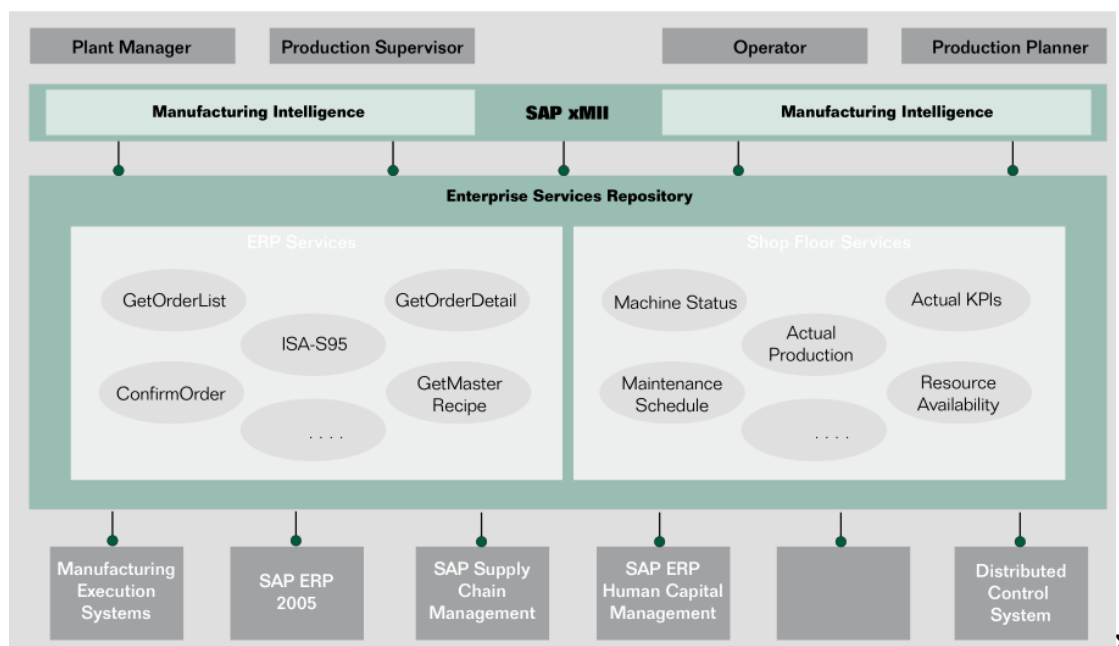 Plant Manager
Production Supervisor
Operator
Production Planner
Manufacturing Intelligence
SAP xMII
Manufacturing Intelligence
Enterprise Services Repository
ERP Services
Shop Floor Services
GetOrderList
GetOrderDetail
ISA-S95
ConfirmOrder
GetMaster
Recipe
. . . .
Machine Status
Actual KPIs
Actual
Production
Maintenance
Schedule
Resource
Availability
. . . .
Manufacturing
Execution
Systems
SAP ERP
2005
SAP Supply
Chain
Management
SAP ERP
Human Capital
Management
Distributed
Control
System